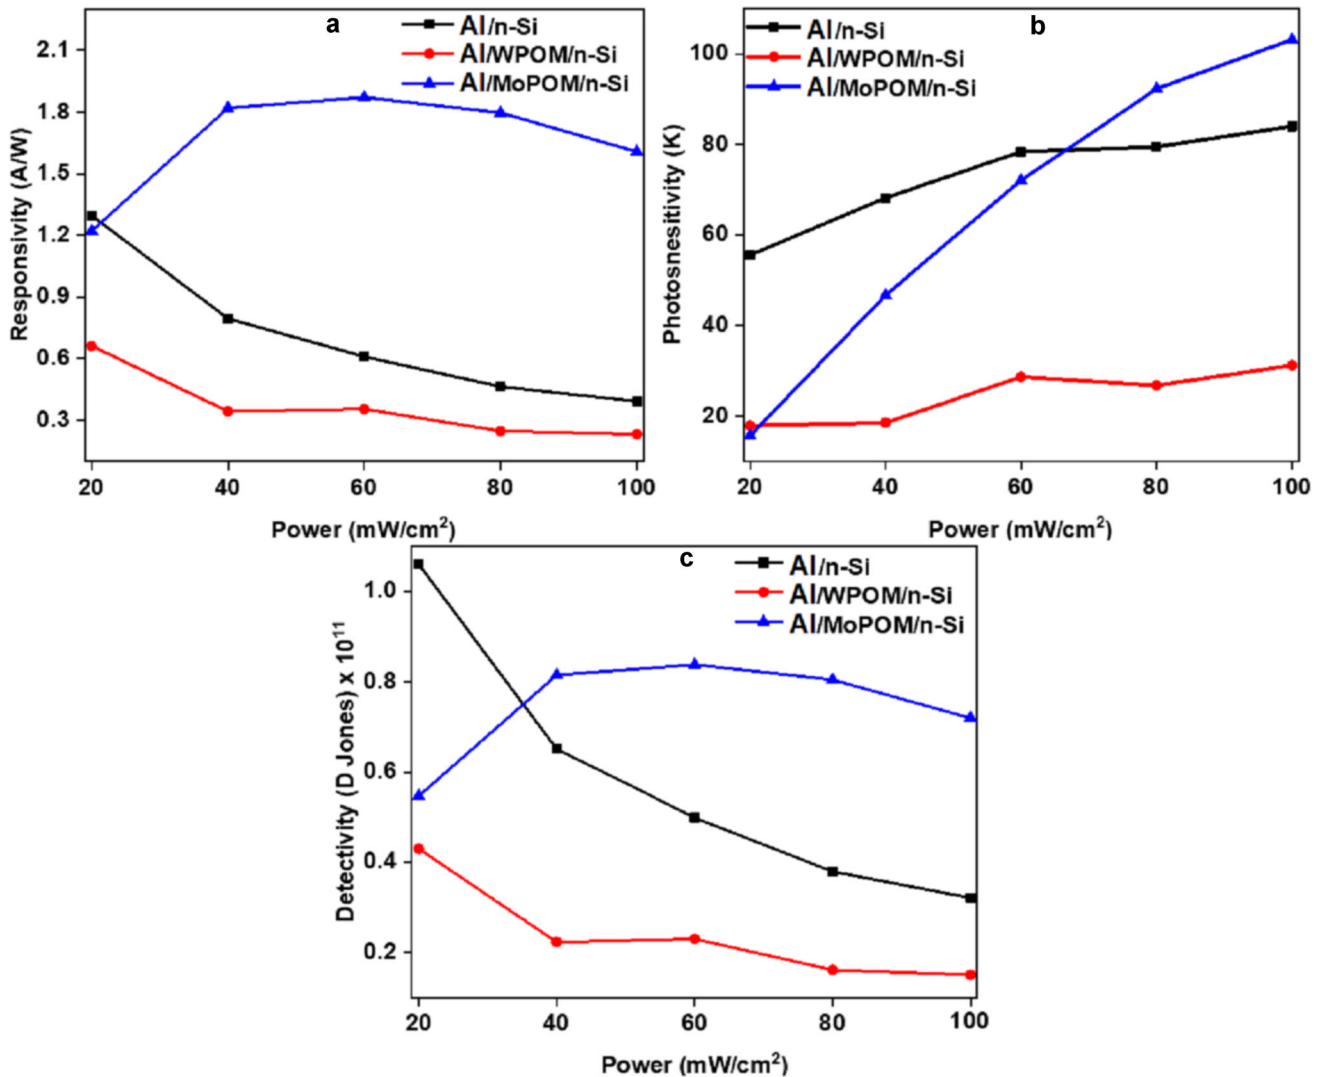 a
Al/n-Si
Al/WPOM/n-Si
Al/MoPOM/n-Si
2.1
1.8
1.5
1.2
0.9
0.6
0.3
Responsivity (A/W)
20 40 60 80 100
Power (mW/cm²)
b
Al/n-Si
Al/WPOM/n-Si
Al/MoPOM/n-Si
100
80
60
40
20
Photosnesitivity (K)
20 40 60 80 100
Power (mW/cm²)
c
Al/n-Si
Al/WPOM/n-Si
Al/MoPOM/n-Si
1.0
0.8
0.6
0.4
0.2
Detectivity (D Jones) x 10¹¹
20 40 60 80 100
Power (mW/cm²)